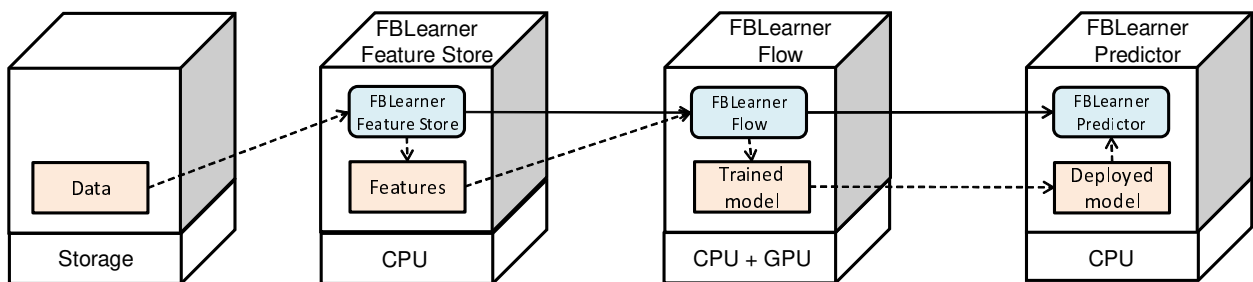 Data
Storage
FBLearner
Feature Store
FBLearner
Feature Store
Features
CPU
FBLearner
Flow
FBLearner
Flow
Trained
model
CPU + GPU
FBLearner
Predictor
FBLearner
Predictor
Deployed
model
CPU